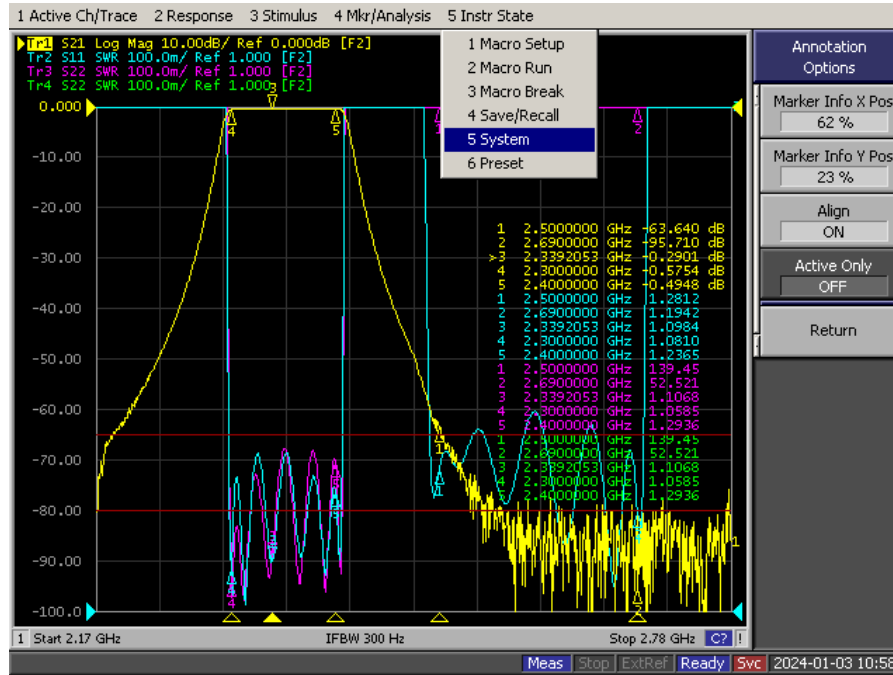 1 Active Ch/Trace 2 Response 3 Stimulus 4 Mkr/Analysis 5 Instr State
Tr1 S21 Log Mag 10.00dB/ Ref 0.000dB [F2]
Tr2 S11 SWR 100.0m/ Ref 1.000 [F2]
Tr3 S22 SWR 100.0m/ Ref 1.000 [F2]
Tr4 S22 SWR 100.0m/ Ref 1.000 [F2]
1 Macro Setup
2 Macro Run
3 Macro Break
4 Save/Recall
5 System
6 Preset
Annotation
Options
Marker Info X Pos
62 %
Marker Info Y Pos
23 %
Align
ON
Active Only
OFF
Return
0.000
-10.00
-20.00
-30.00
-40.00
-50.00
-60.00
-70.00
-80.00
-90.00
-100.0
1 2.5000000 GHz -63.640 dB
2 2.6900000 GHz -95.710 dB
>3 2.3392053 GHz -0.2901 dB
4 2.3000000 GHz -0.5754 dB
5 2.4000000 GHz -0.4948 dB
1 2.5000000 GHz 1.2812
2 2.6900000 GHz 1.1942
3 2.3392053 GHz 1.0984
4 2.3000000 GHz 1.0810
5 2.4000000 GHz 1.2365
1 2.5000000 GHz 139.45
2 2.6900000 GHz 52.521
3 2.3392053 GHz 1.1068
4 2.3000000 GHz 1.0585
5 2.4000000 GHz 1.2936
1 2.5000000 GHz 139.45
2 2.6900000 GHz 52.521
3 2.3392053 GHz 1.1068
4 2.3000000 GHz 1.0585
5 2.4000000 GHz 1.2936
1 Start 2.17 GHz IFBW 300 Hz Stop 2.78 GHz C? !
Meas Stop ExtRef Ready Svc 2024-01-03 10:58